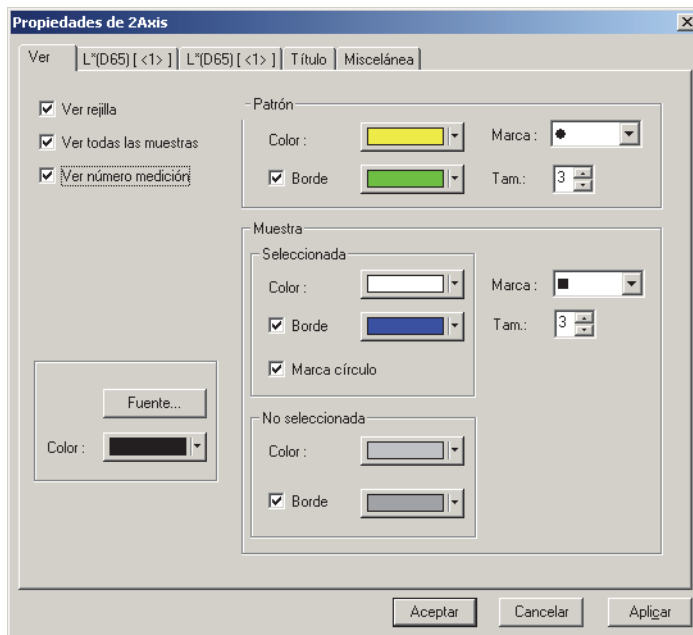 Propiedades de 2Axis
Ver
L*(D65) [ <1> ]
L*(D65) [ <1> ]
Título
Miscelánea
Ver rejilla
Ver todas las muestras
Ver número medición
Patrón
Color :
Marca :
Borde
Tam.:
3
Muestra
Seleccionada
Color :
Marca :
Borde
Tam.:
3
Marca círculo
Fuente...
Color :
No seleccionada
Color :
Borde
Aceptar
Cancelar
Aplicar